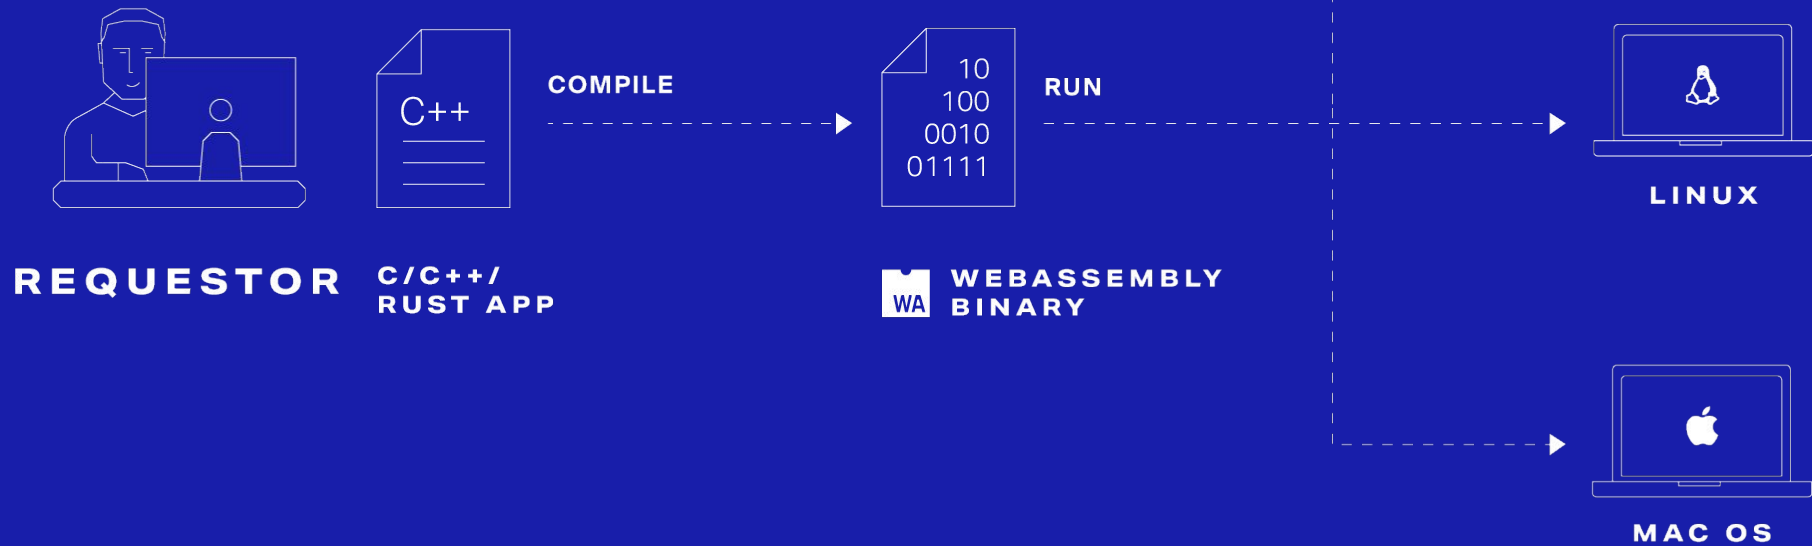 C++
COMPILE
10
100
0010
01111
RUN
LINUX
REQUESTOR
C/C++/
RUST APP
WA
WEBASSEMBLY
BINARY
MAC OS